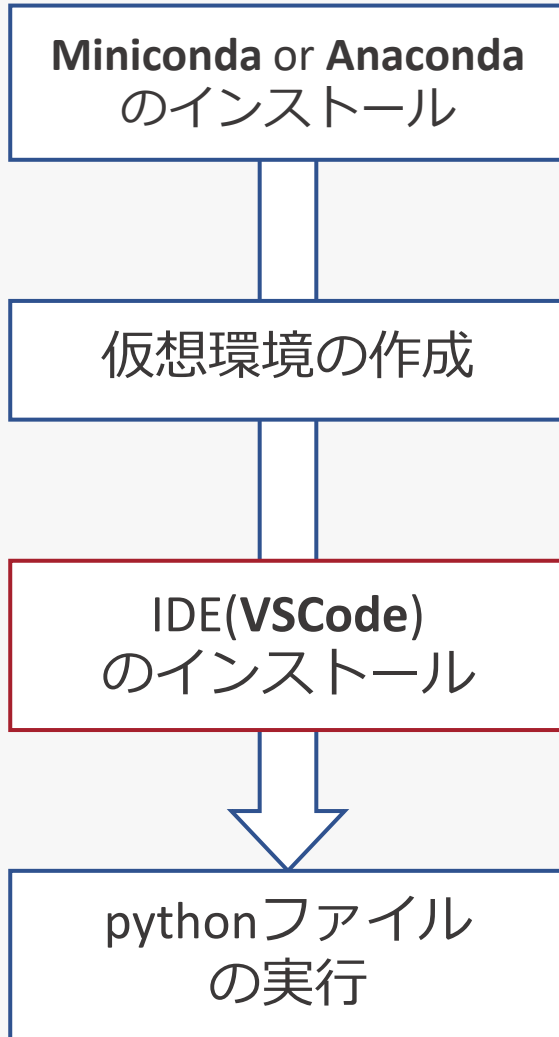 Miniconda or Anaconda
のインストール
仮想環境の作成
IDE(VSCode)
のインストール
pythonファイル
の実行